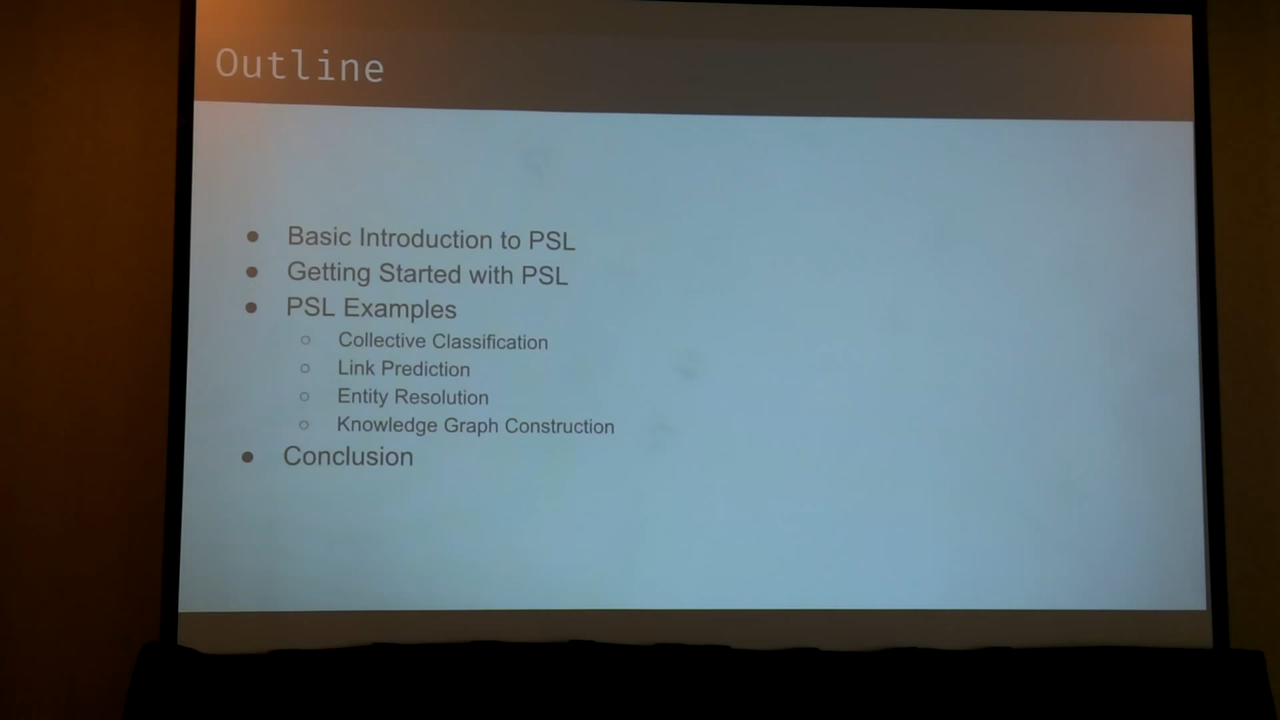 Outline
● Basic Introduction to PSL
● Getting Started with PSL
● PSL Examples
○ Collective Classification
○ Link Prediction
○ Entity Resolution
○ Knowledge Graph Construction
● Conclusion